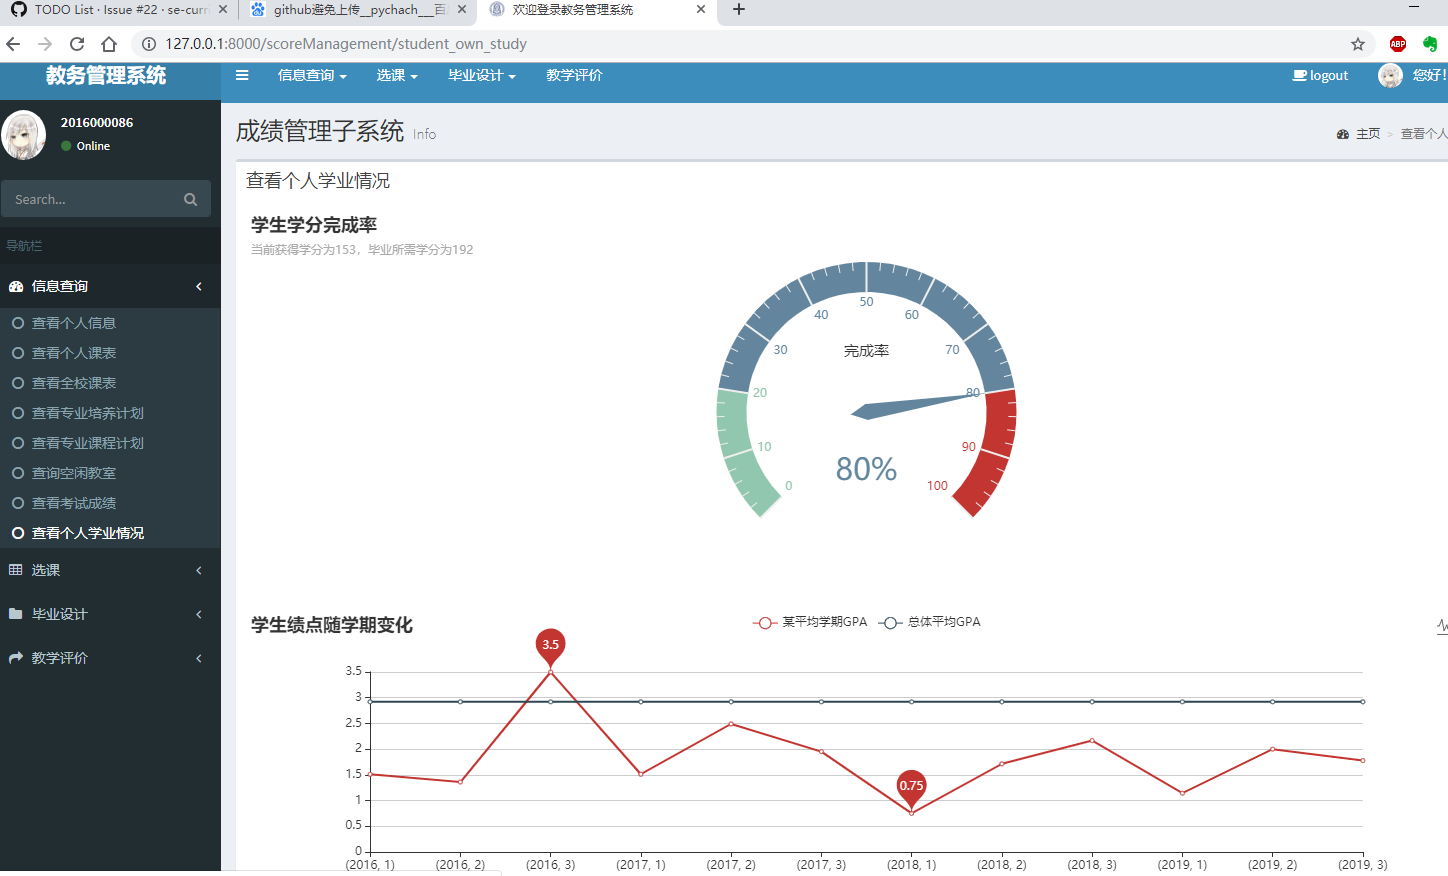 TODO List · Issue #22 · se-curr
github避免上传__pychach___百
欢迎登录教务管理系统
127.0.0.1:8000/scoreManagement/student_own_study
ABP
教务管理系统
信息查询
选课
毕业设计
教学评价
logout
您好!
2016000086
Online
Search...
导航栏
信息查询
查看个人信息
查看个人课表
查看全校课表
查看专业培养计划
查看专业课程计划
查询空闲教室
查看考试成绩
查看个人学业情况
选课
毕业设计
教学评价
成绩管理子系统 Info
主页 > 查看个人
查看个人学业情况
学生学分完成率
当前获得学分为153，毕业所需学分为192
0
10
20
30
40
50
60
70
80
90
100
完成率
80%
学生绩点随学期变化
某平均学期GPA
总体平均GPA
3.5
0.75
3.5
3
2.5
2
1.5
1
0.5
0
(2016, 1) (2016, 2) (2016, 3) (2017, 1) (2017, 2) (2017, 3) (2018, 1) (2018, 2) (2018, 3) (2019, 1) (2019, 2) (2019, 3)